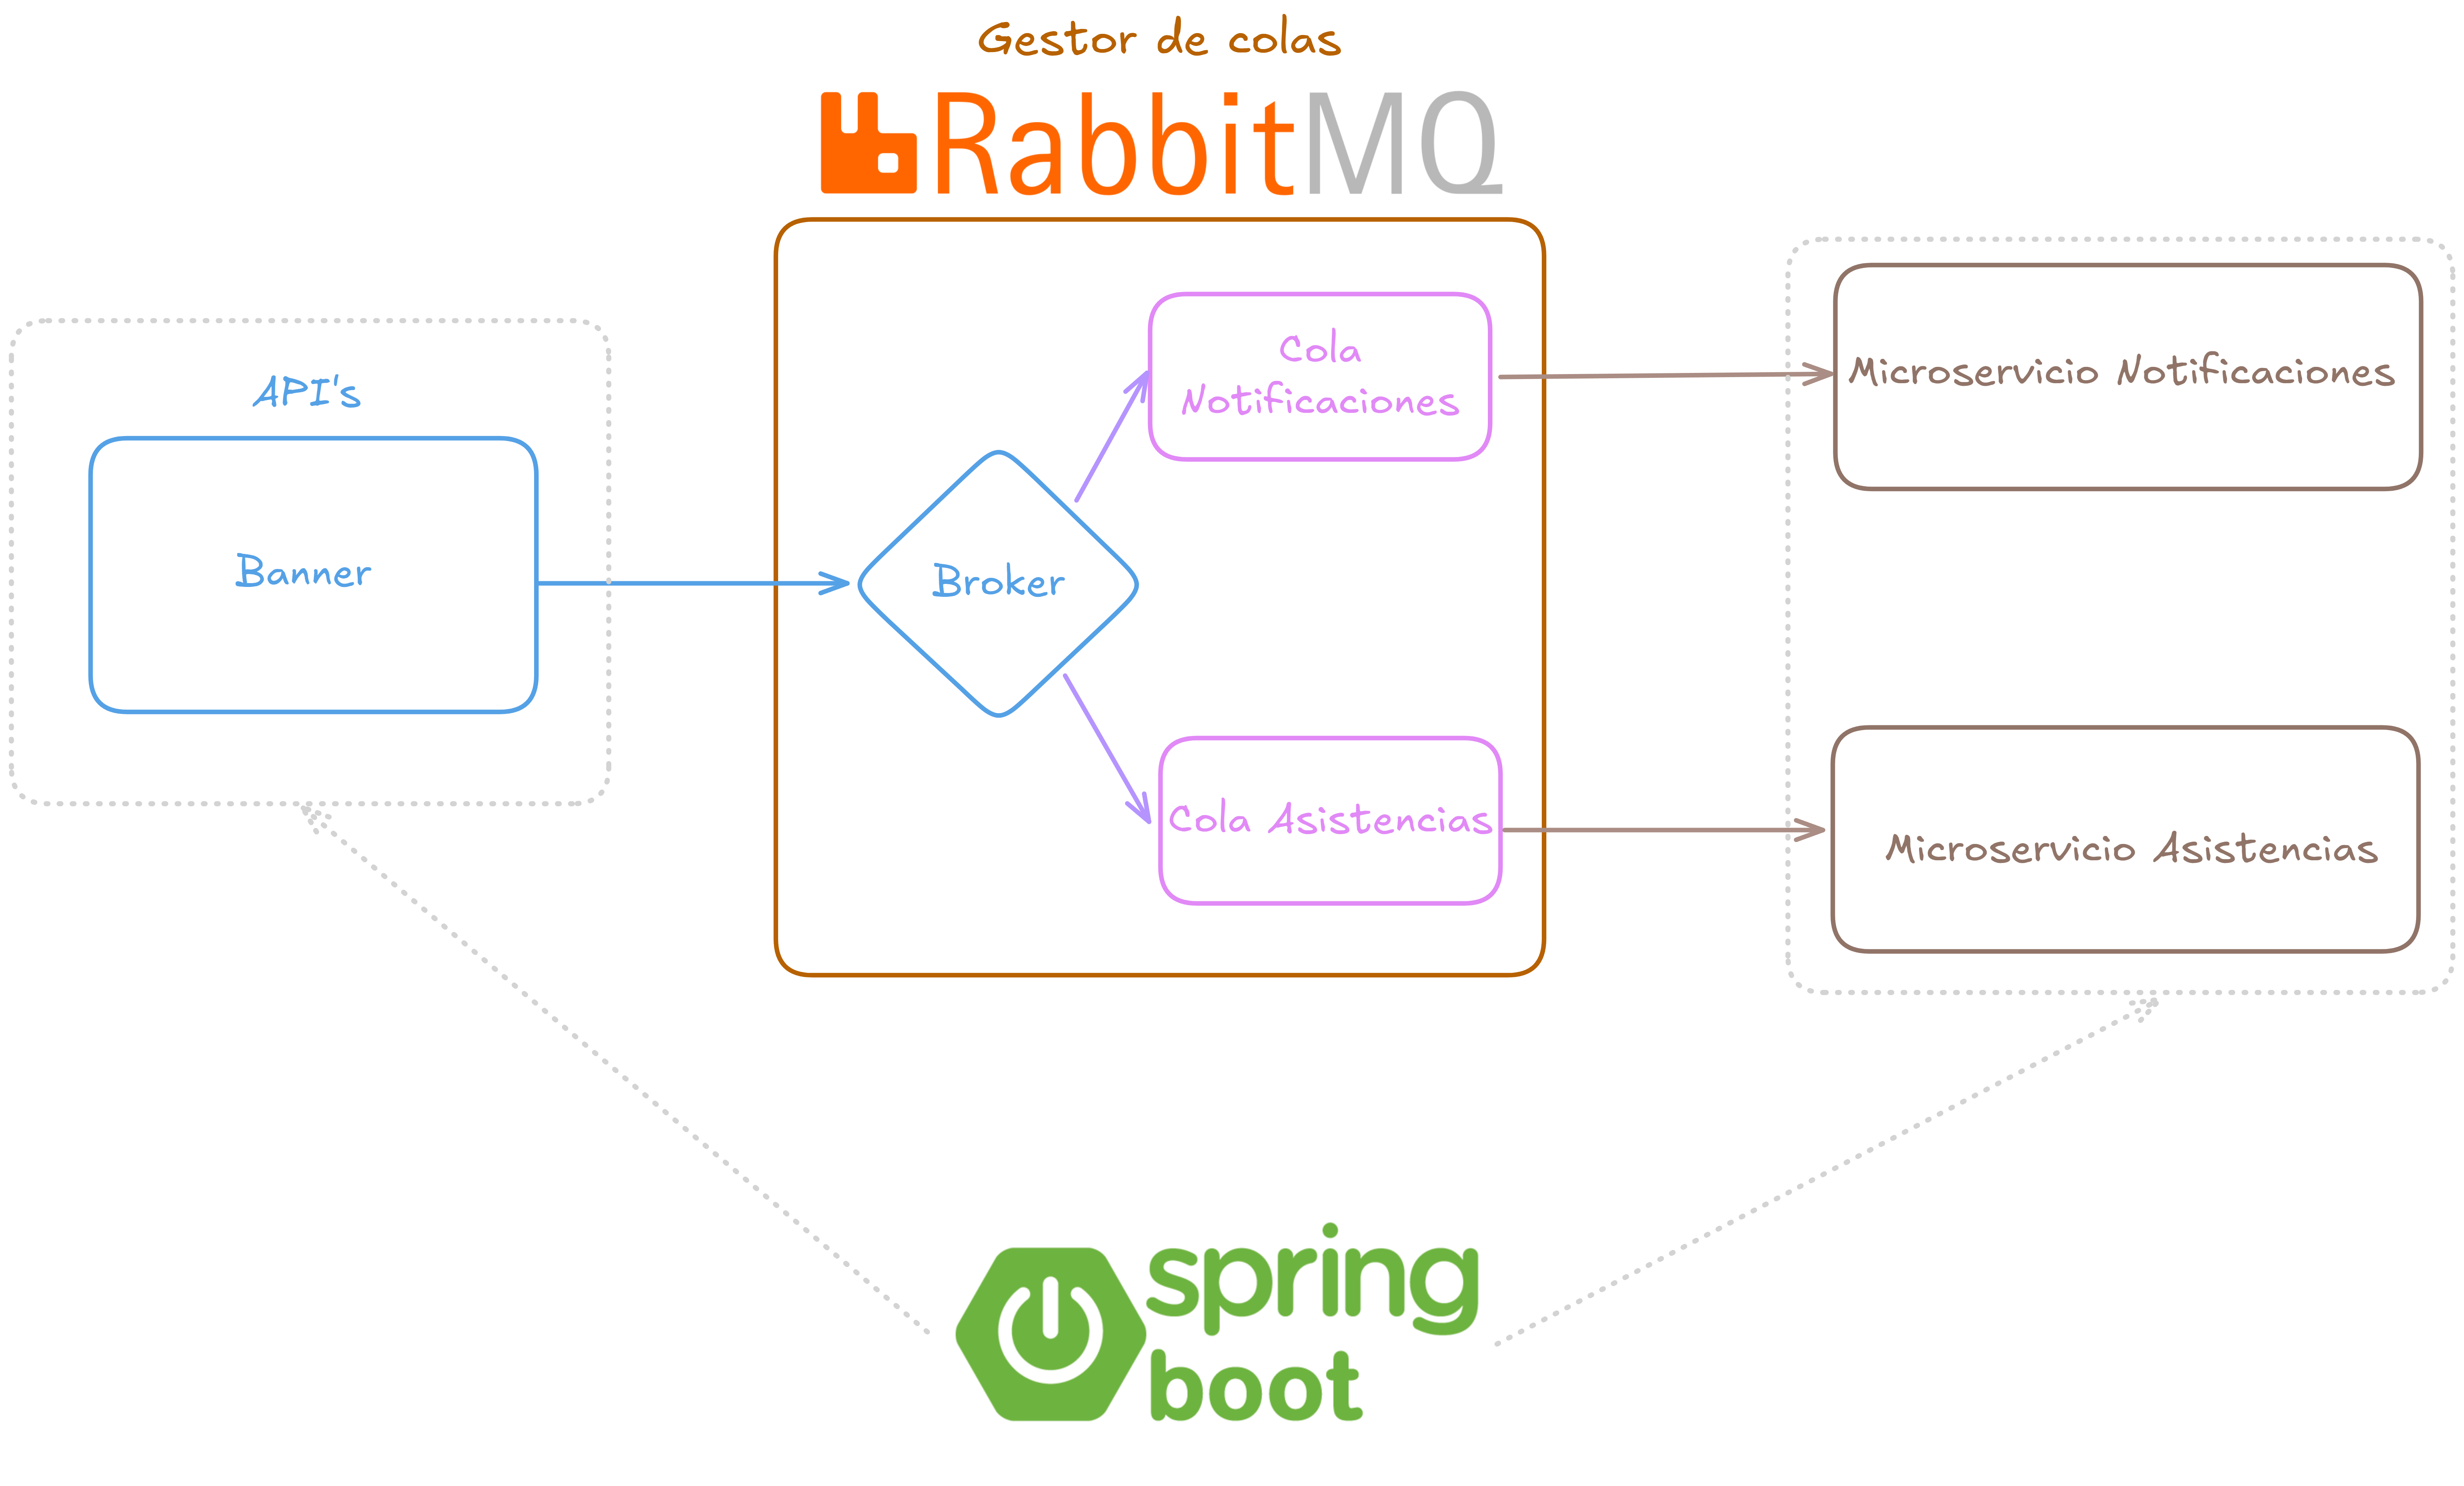 Gestor de colas
RabbitMQ
API's
Banner
Broker
Cola
Notificaciones
Cola Asistencias
Microservicio Notificaciones
Microservicio Asistencias
spring
boot